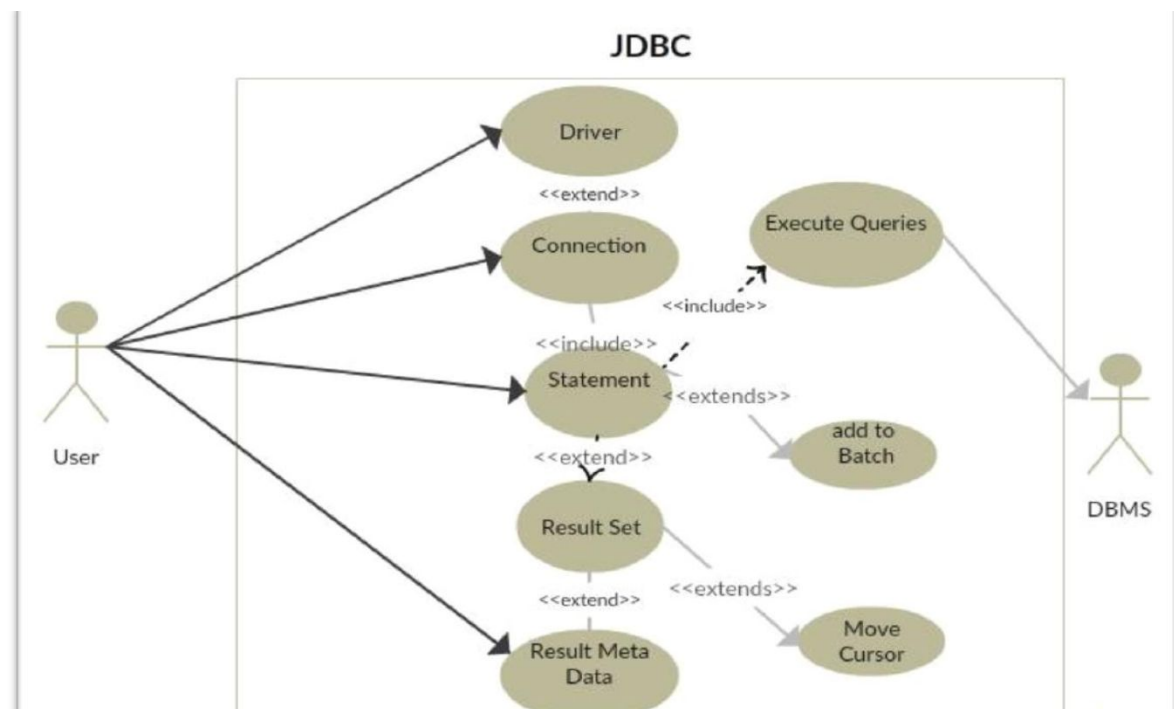 JDBC
Driver
<<extend>>
Connection
Execute Queries
<<include>>
<<include>>
Statement
<<extends>>
add to
Batch
<<extend>>
User
DBMS
Result Set
<<extends>>
<<extend>>
Move
Cursor
Result Meta
Data